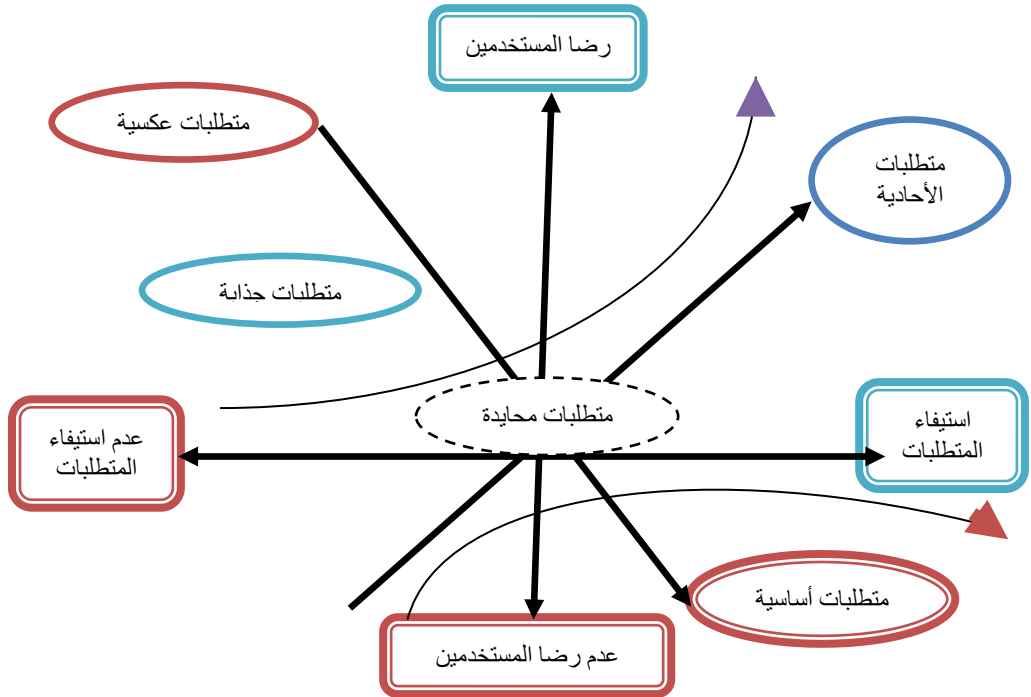 رضا المستخدمين
متطلبات عكسية
متطلبات
الأحادية
متطلبات جذابة
متطلبات محايدة
استيفاء
المتطلبات
عدم استيفاء
المتطلبات
متطلبات أساسية
عدم رضا المستخدمين